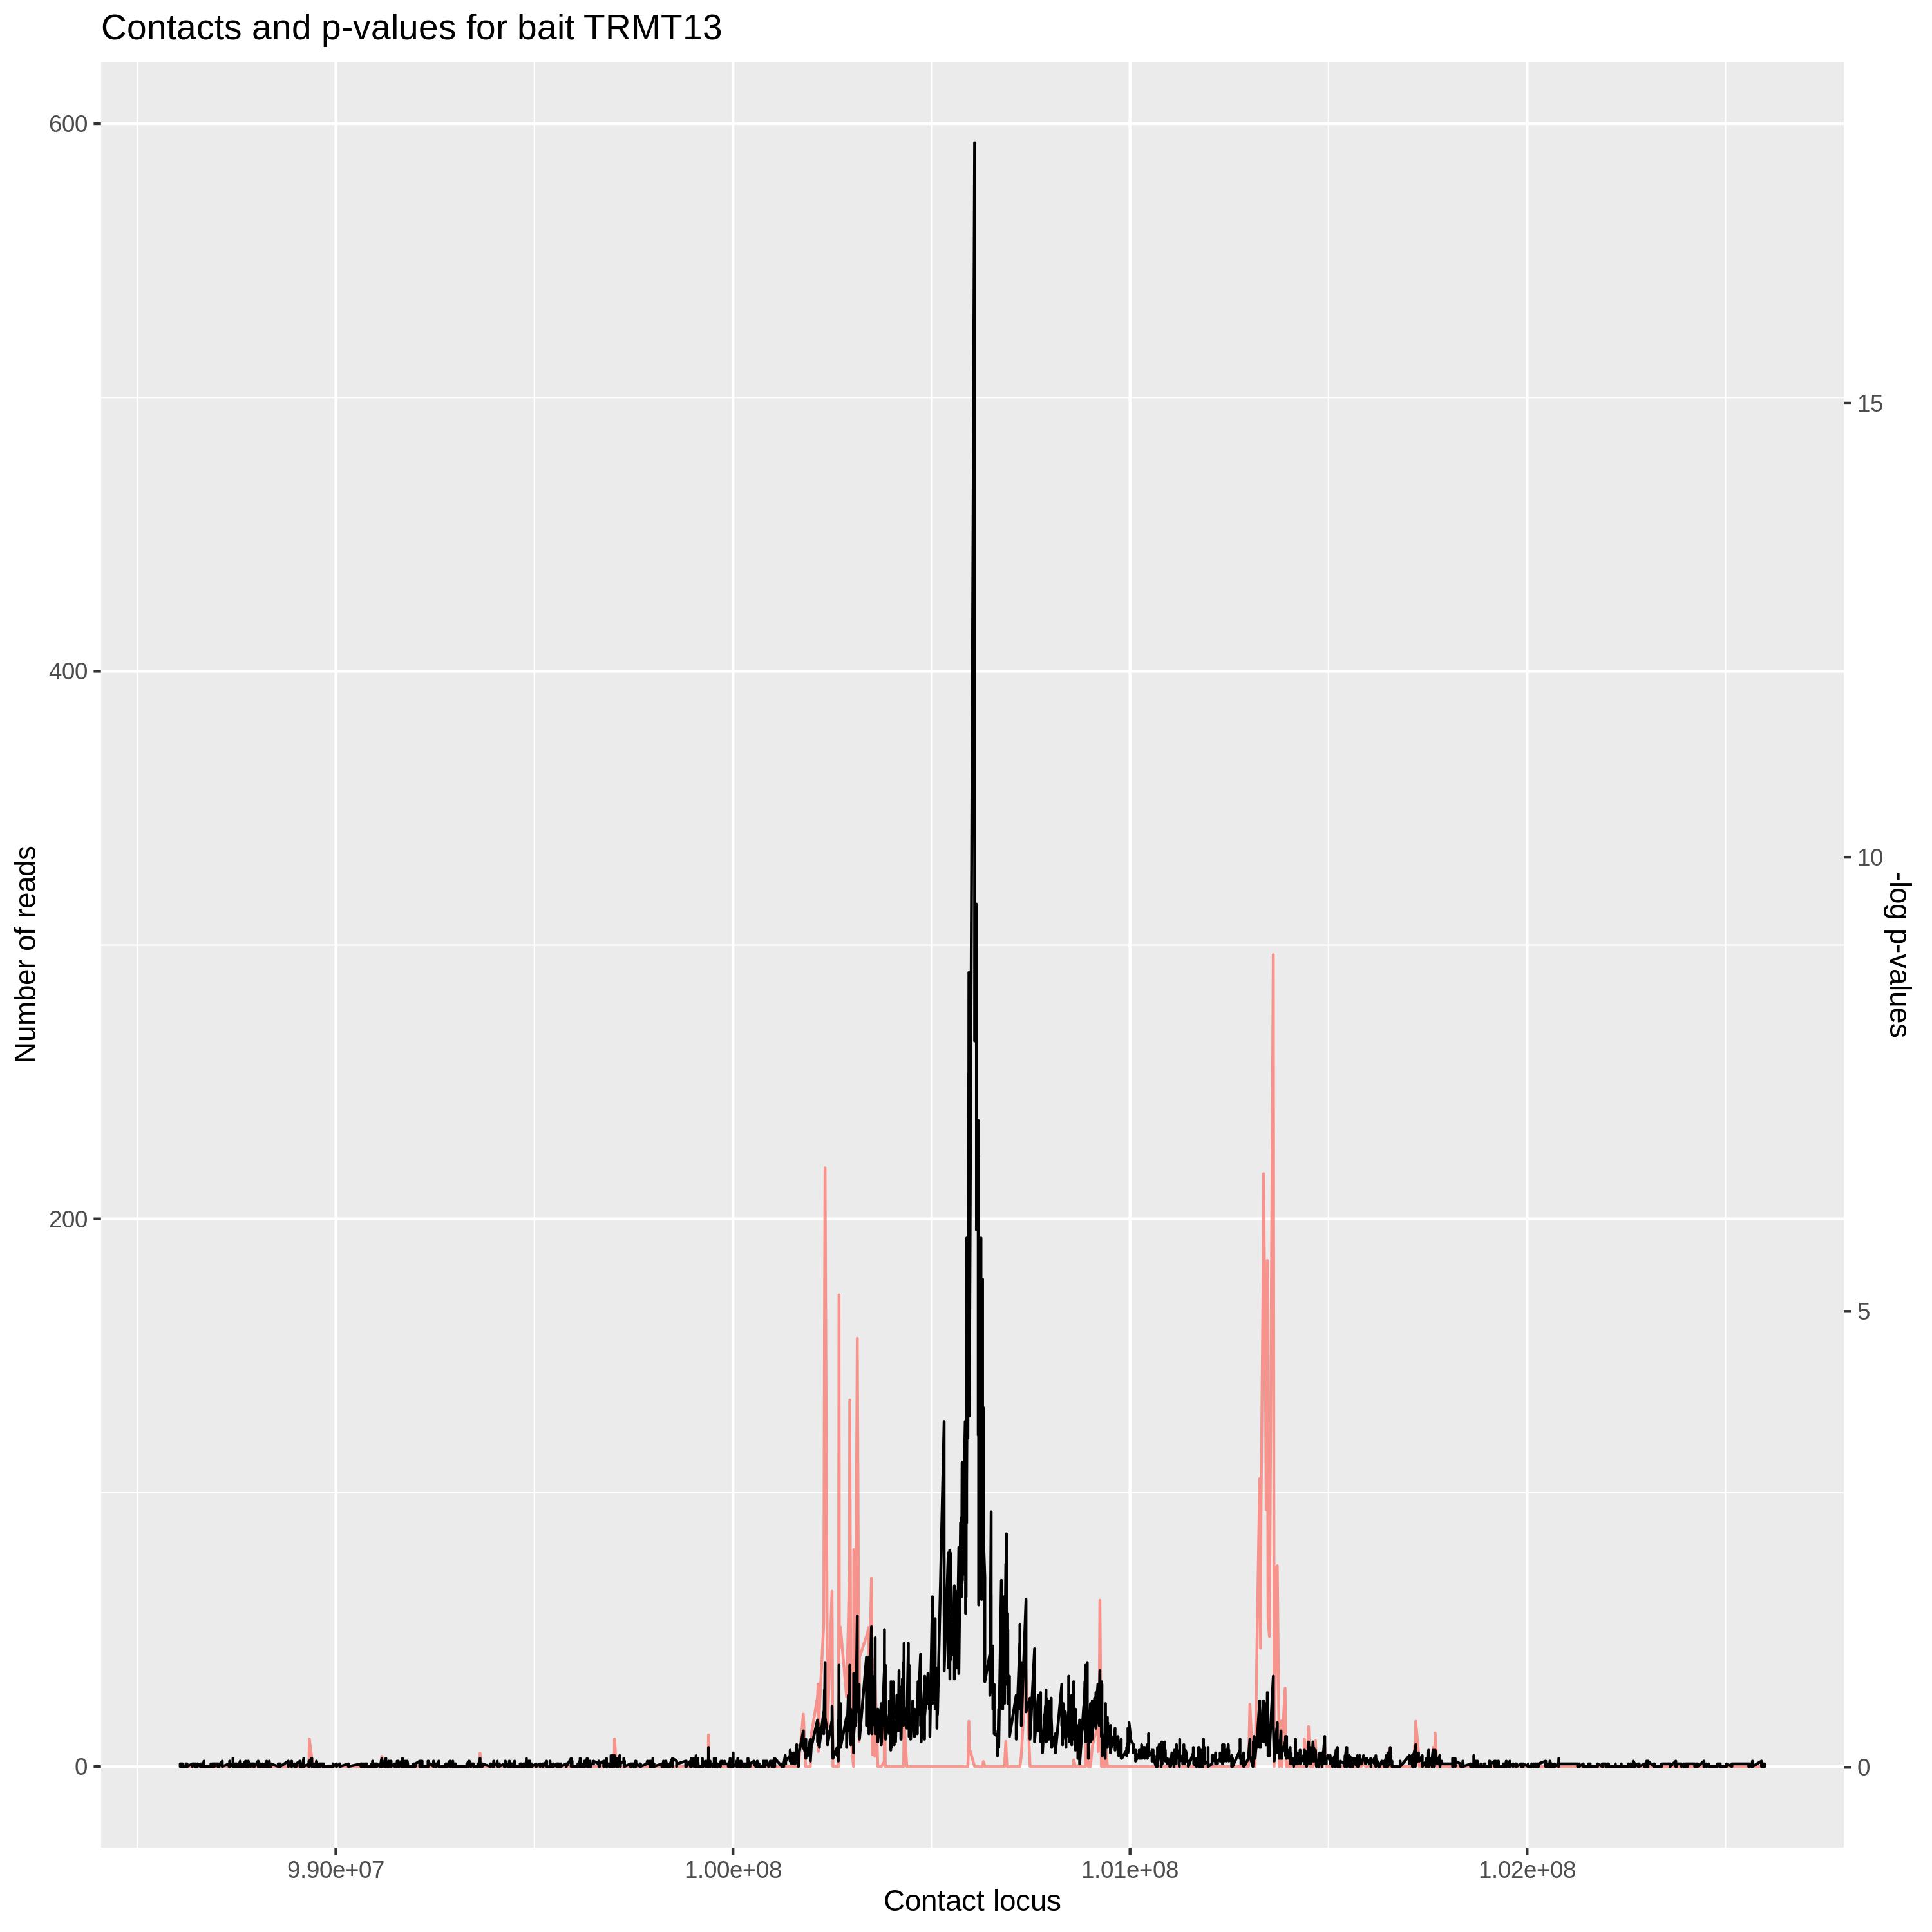 Contacts and p-values for bait TRMT13
600
400
200
0
Number of reads
15
10
5
0
-log p-values
9.90e+07
1.00e+08
1.01e+08
1.02e+08
Contact locus